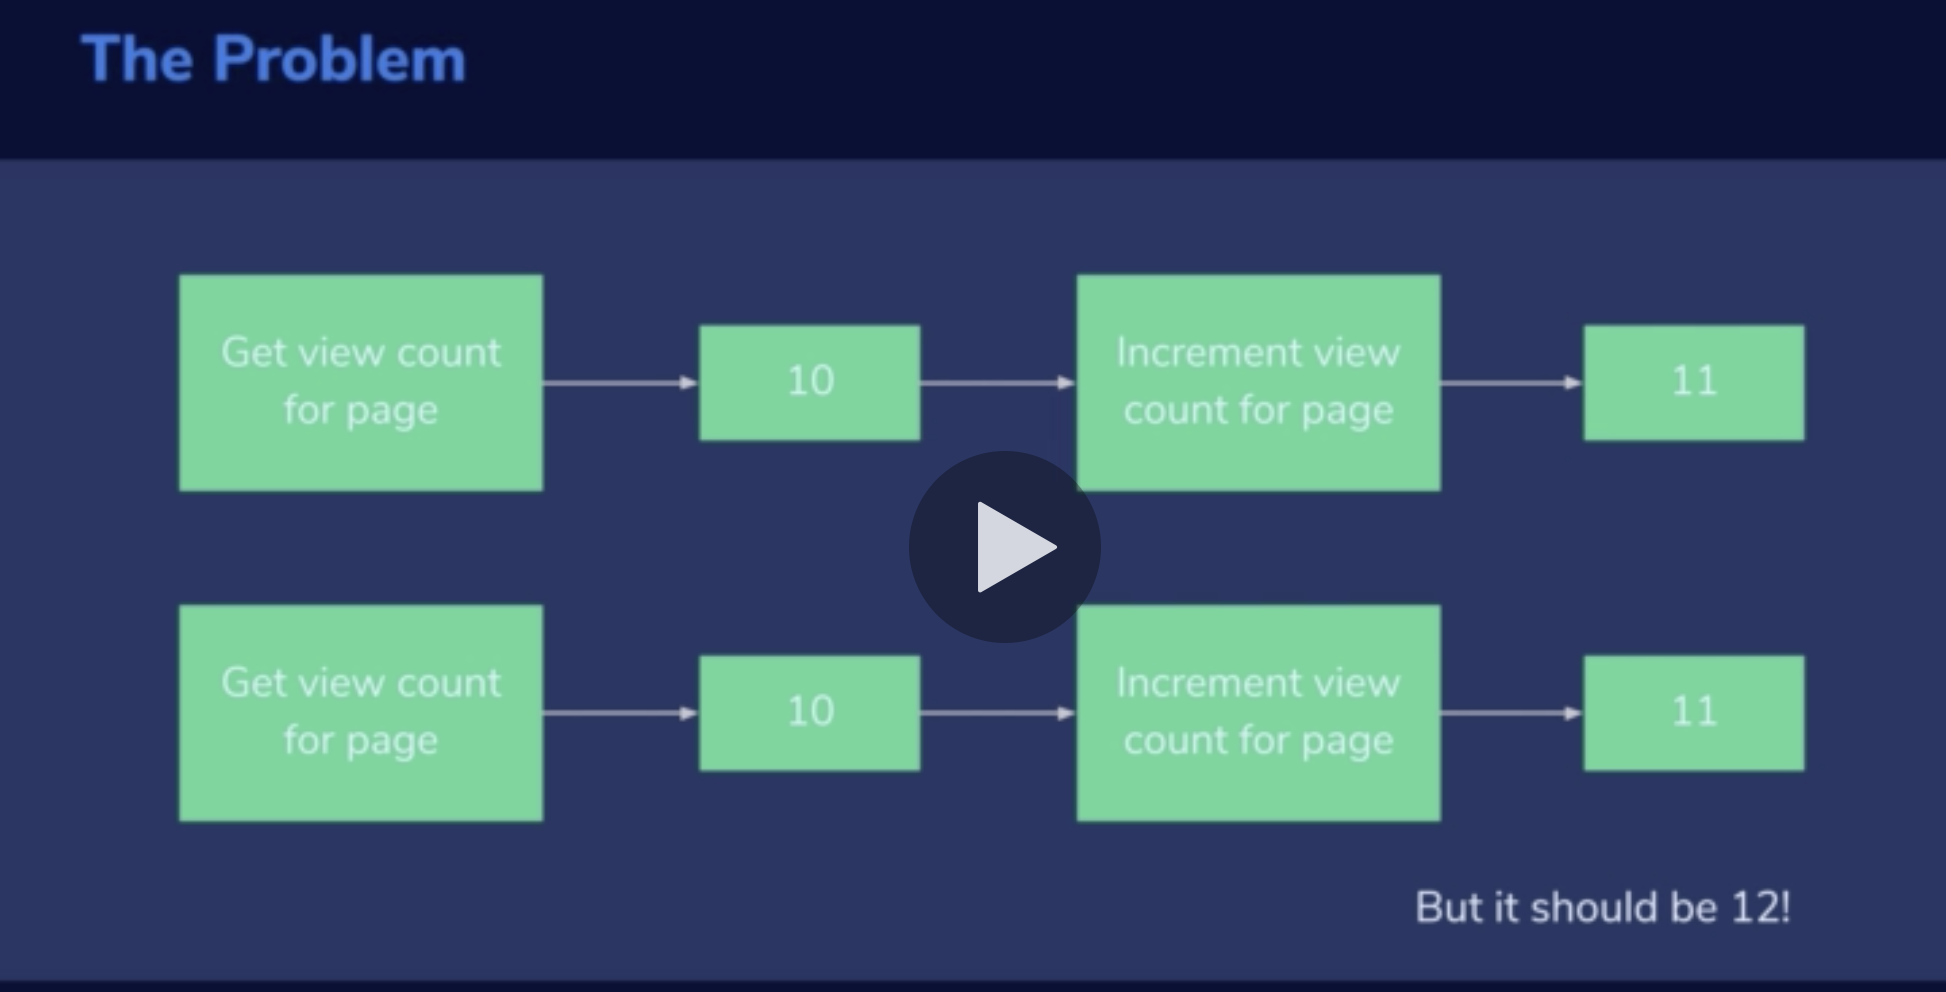 The Problem
Get view count
for page
10
Increment view
count for page
11
Get view count
for page
10
Increment view
count for page
11
But it should be 12!